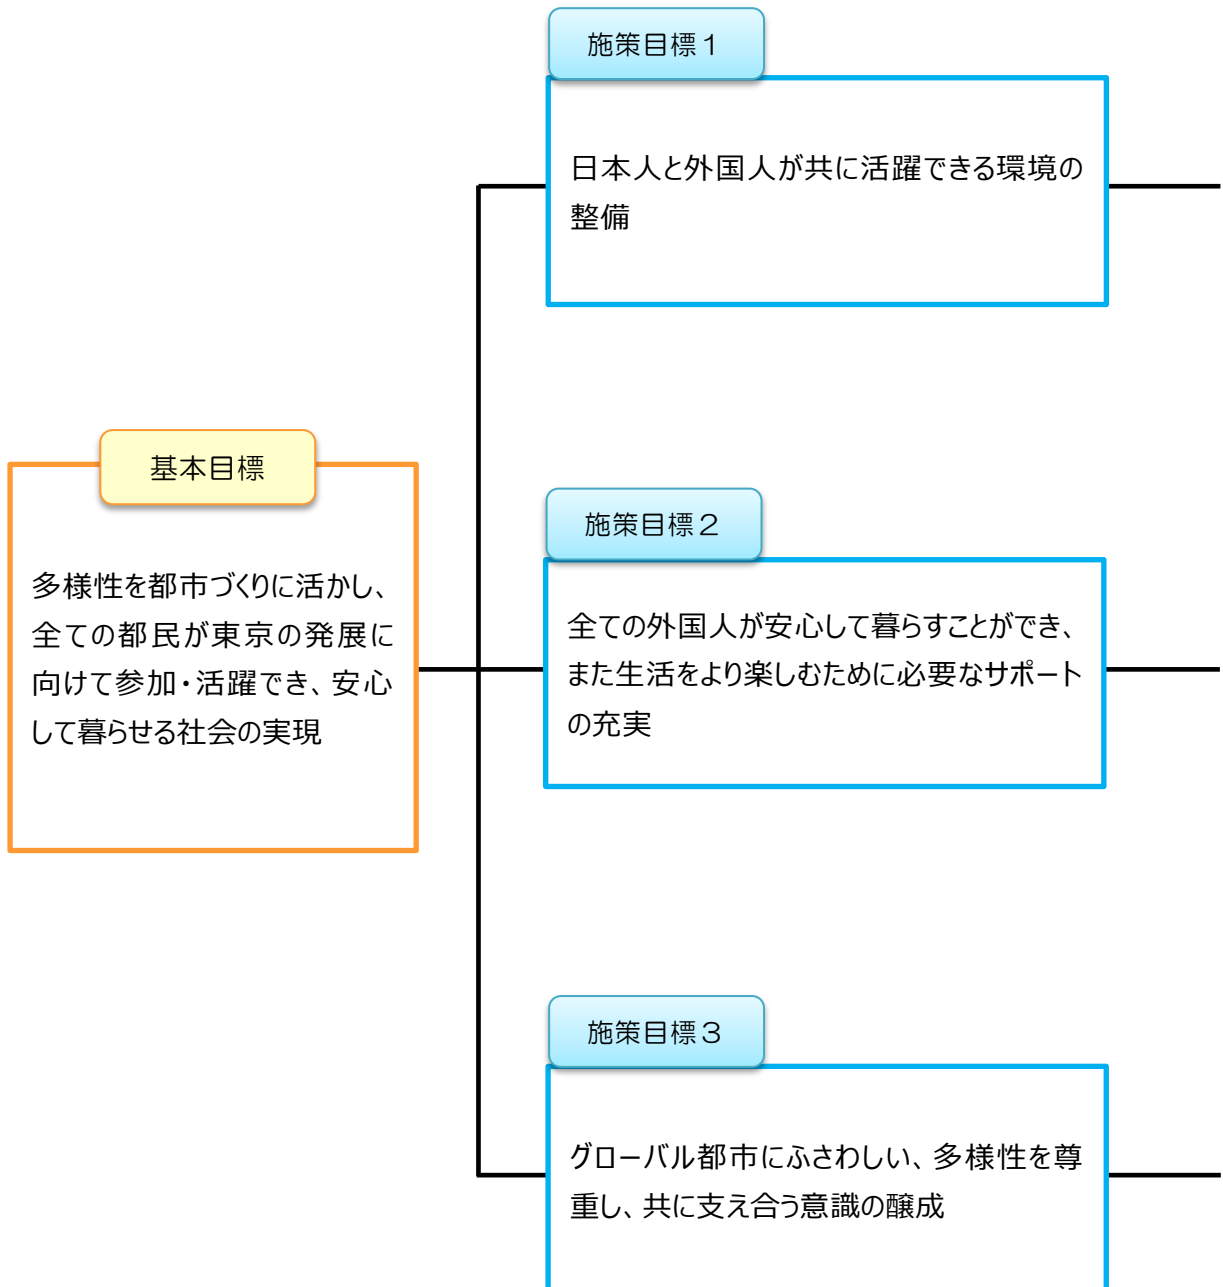 施策目標１
日本人と外国人が共に活躍できる環境の
整備
基本目標
多様性を都市づくりに活かし、
全ての都民が東京の発展に
向けて参加・活躍でき、安心
して暮らせる社会の実現
施策目標２
全ての外国人が安心して暮らすことができ、
また生活をより楽しむために必要なサポート
の充実
施策目標３
グローバル都市にふさわしい、多様性を尊
重し、共に支え合う意識の醸成